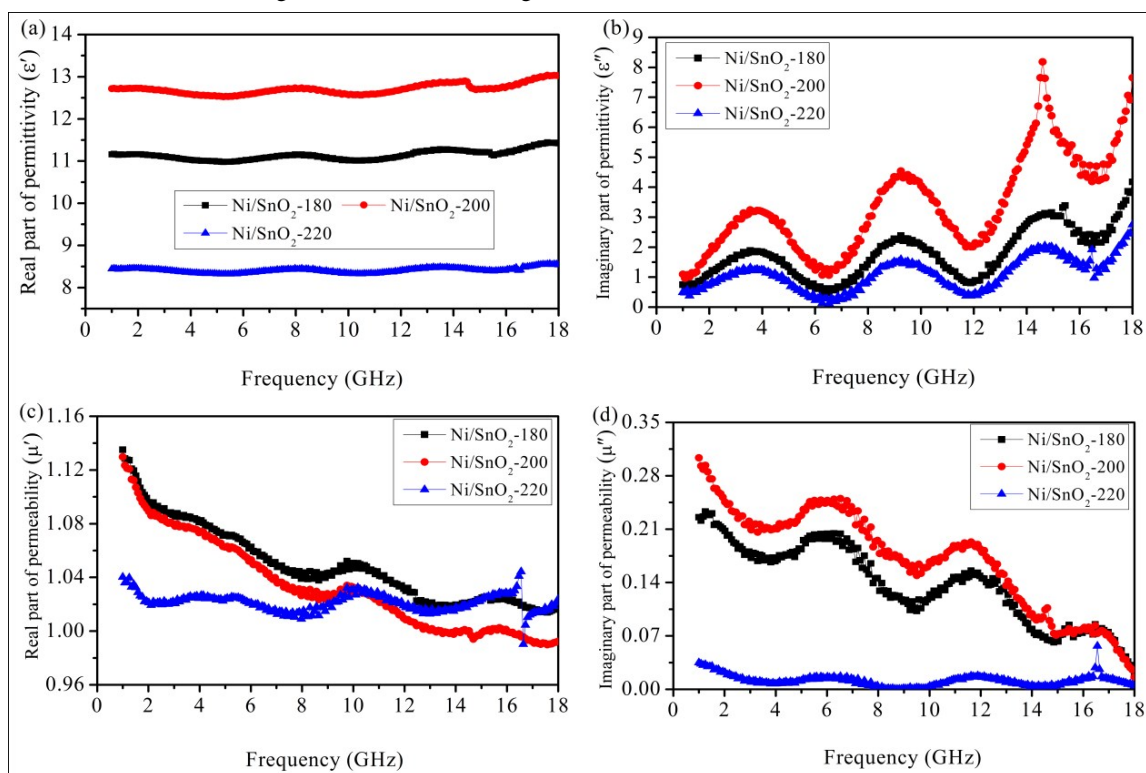 (a)
Real part of permittivity (ε′)
14
13
12
11
10
9
8
Ni/SnO₂-180
Ni/SnO₂-200
Ni/SnO₂-220
0 2 4 6 8 10 12 14 16 18
Frequency (GHz)
(b)
Imaginary part of permittivity (ε″)
9
8
7
6
5
4
3
2
1
0
Ni/SnO₂-180
Ni/SnO₂-200
Ni/SnO₂-220
0 2 4 6 8 10 12 14 16 18
Frequency (GHz)
(c)
Real part of permeability (μ′)
1.16
1.12
1.08
1.04
1.00
0.96
Ni/SnO₂-180
Ni/SnO₂-200
Ni/SnO₂-220
0 2 4 6 8 10 12 14 16 18
Frequency (GHz)
(d)
Imaginary part of permeability (μ″)
0.35
0.28
0.21
0.14
0.07
0.00
Ni/SnO₂-180
Ni/SnO₂-200
Ni/SnO₂-220
0 2 4 6 8 10 12 14 16 18
Frequency (GHz)